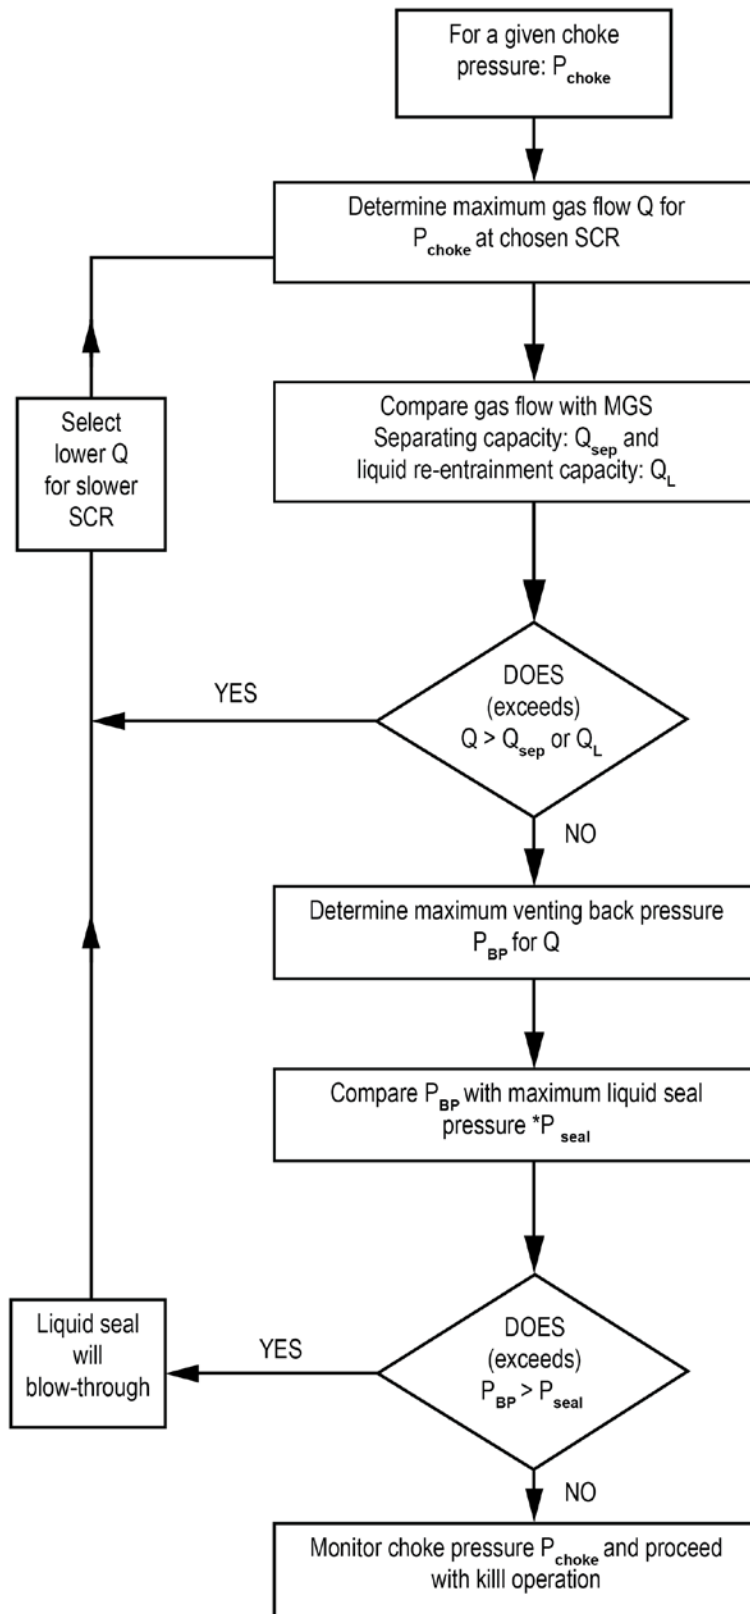 For a given choke
pressure: P choke
Determine maximum gas flow Q for
P choke at chosen SCR
Select
lower Q
for slower
SCR
Compare gas flow with MGS
Separating capacity: Q sep and
liquid re-entrainment capacity: Q L
YES
DOES
(exceeds)
Q > Q sep or Q L
NO
Determine maximum venting back pressure
P BP for Q
Compare P BP with maximum liquid seal
pressure *P seal
Liquid seal
will
blow-through
YES
DOES
(exceeds)
P BP > P seal
NO
Monitor choke pressure P choke and proceed
with killl operation